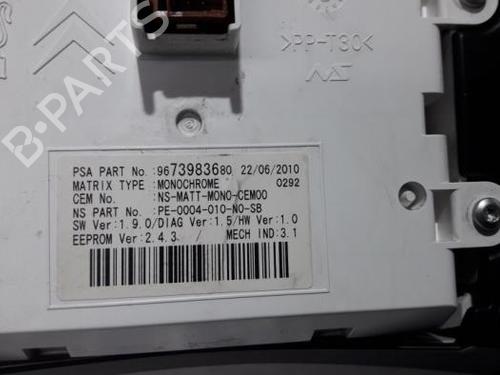 B-PARTS
>PP-T30<
PSA PART No.:9673983680 22/06/2010
MATRIX TYPE :MONOCHROME 0292
CEM No. :NS-MATT-MONO-CEM00
NS PART No. :PE-0004-010-NO-SB
SW Ver:1.9.0/DIAG Ver:1.5/HW Ver:1.0
EEPROM Ver:2.4.3 MECH IND:3.1